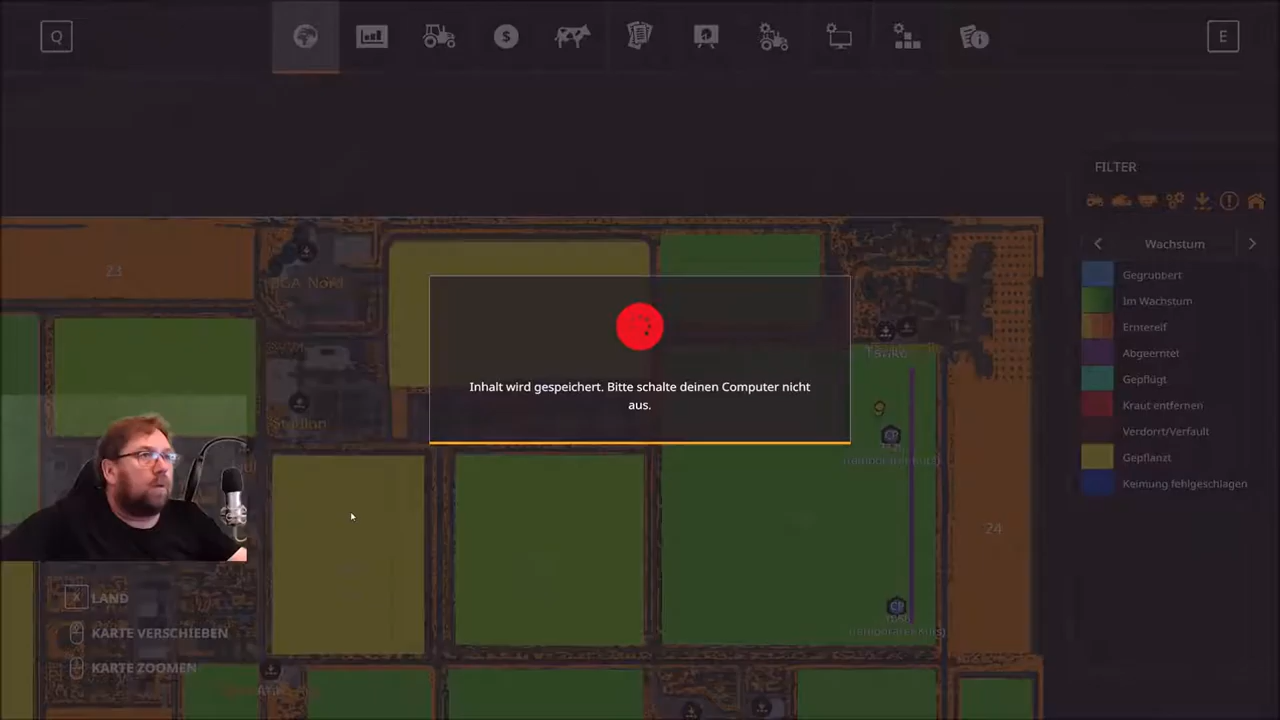 Q
E
FILTER
Wachstum
23
BGA Nord
Gegrubbert
Im Wachstum
Erntereif
Abgeerntet
Gepflügt
Kraut entfernen
Verdorrt/Verfault
Gepflanzt
Keimung fehlgeschlagen
Inhalt wird gespeichert. Bitte schalte deinen Computer nicht
aus.
24
X LAND
KARTE VERSCHIEBEN
KARTE ZOOMEN